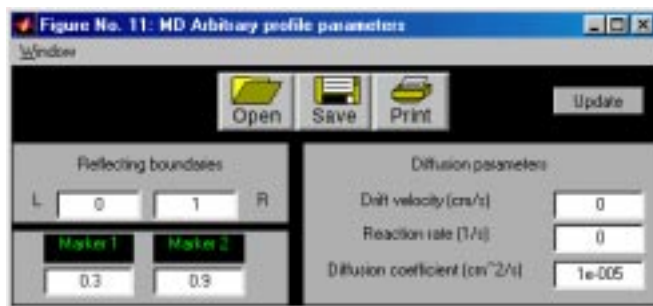 Figure No. 11: MD Arbitrary profile parameters
Window
Open Save Print
Update
Reflecting boundaries
L 0 1 R
Marker 1 Marker 2
0.3 0.9
Diffusion parameters
Drift velocity (cm/s) 0
Reaction rate (1/s) 0
Diffusion coefficient (cm^2/s) 1e-005